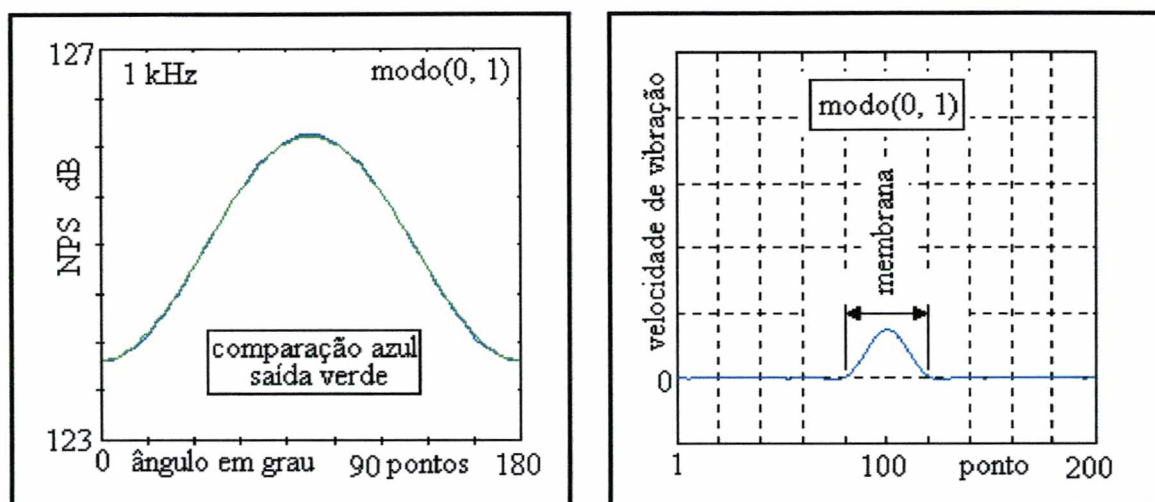 127
1 kHz
modo(0, 1)
NPS dB
comparação azul
saída verde
123
0
ângulo em grau
90 pontos
180
modo(0, 1)
velocidade de vibração
membrana
0
1
100
ponto
200